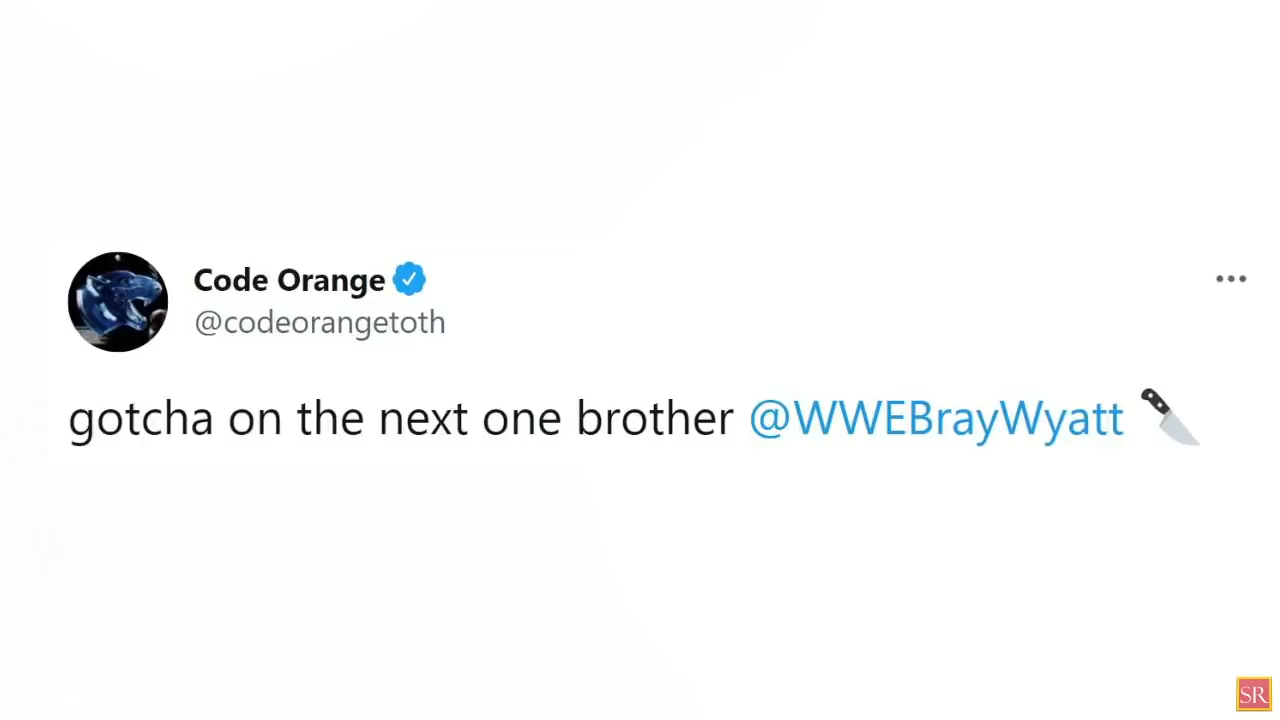 Code Orange
@codeorangetoth
gotcha on the next one brother @WWEBrayWyatt 🔪
SR